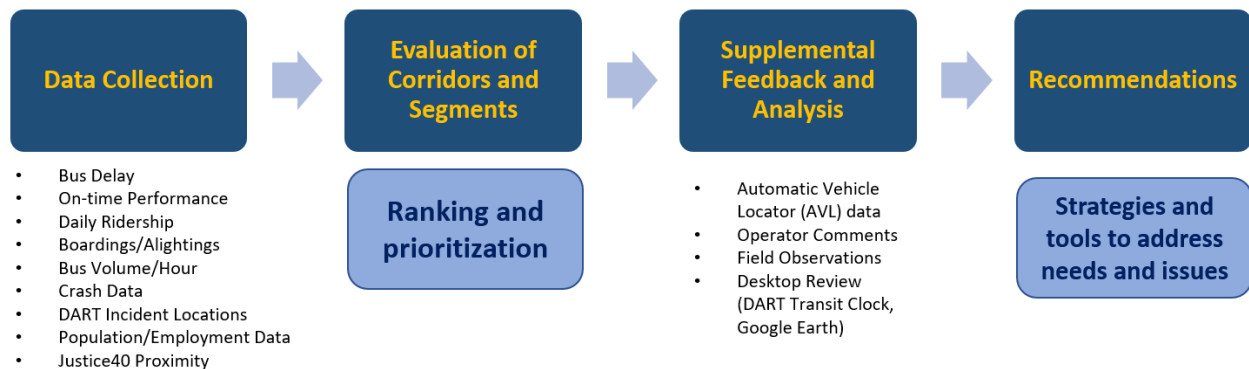 Data Collection
• Bus Delay
• On-time Performance
• Daily Ridership
• Boardings/Alightings
• Bus Volume/Hour
• Crash Data
• DART Incident Locations
• Population/Employment Data
• Justice40 Proximity
Evaluation of
Corridors and
Segments
Ranking and
prioritization
Supplemental
Feedback and
Analysis
• Automatic Vehicle
Locator (AVL) data
• Operator Comments
• Field Observations
• Desktop Review
(DART Transit Clock,
Google Earth)
Recommendations
Strategies and
tools to address
needs and issues